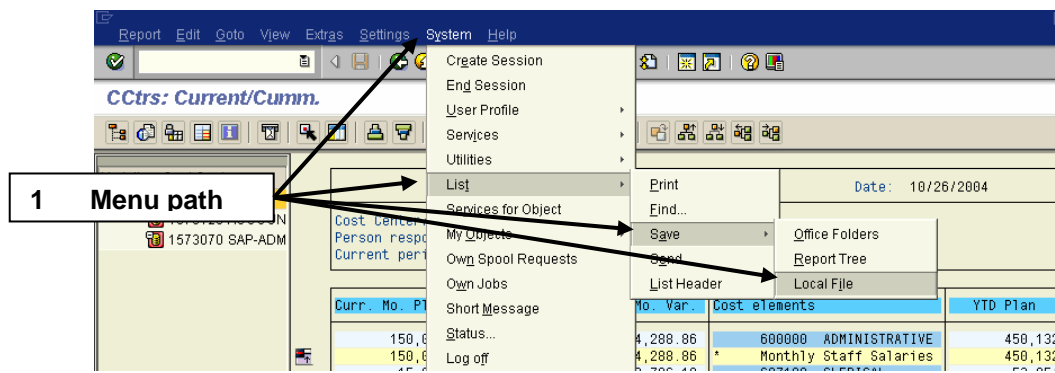 Report Edit Goto View Extras Settings System Help
CCtrs: Current/Cumm.
Create Session
End Session
User Profile
Services
Utilities
List
Services for Object
My Objects
Own Spool Requests
Own Jobs
Short Message
Status...
Log off
Print
Find...
Save
Send
List Header
Office Folders
Report Tree
Local File
1 Menu path
Date: 10/26/2004
1573070 SAP-ADM
Cost Center
Person respo
Current peri
Curr. Mo. Pl Mo. Var. Cost elements YTD Plan
150,0 4,288.86 600000 ADMINISTRATIVE 450,132
150,0 4,288.86 * Monthly Staff Salaries 450,132